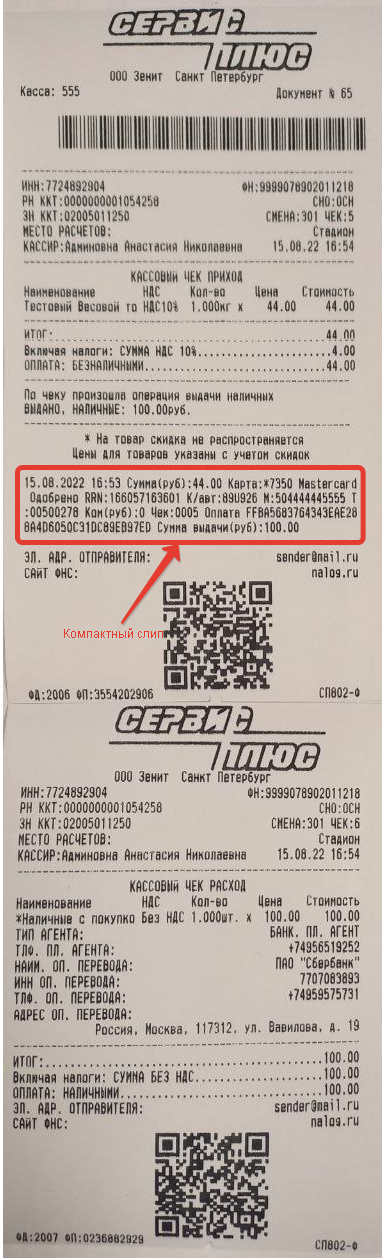 СЕРВИС
ПЛЮС
ООО Зенит Санкт Петербург
Касса: 555 Документ № 65
ИНН:7724892904 ФН:9999078902011218
РН ККТ:0000000001054258 СНО:ОСН
ЗН ККТ:02005011250 СМЕНА:301 ЧЕК:5
МЕСТО РАСЧЕТОВ: Стадион
КАССИР:Админовна Анастасия Николаевна 15.08.22 16:54
КАССОВЫЙ ЧЕК ПРИХОД
Наименование НДС Кол-во Цена Стоимость
Тестовый Весовой то НДС10% 1.000кг х 44.00 44.00
ИТОГ: 44.00
Включая налоги: СУММА НДС 10% 4.00
ОПЛАТА: БЕЗНАЛИЧНЫМИ 44.00
По чеку произошла операция выдачи наличных
ВЫДАНО, НАЛИЧНЫЕ: 100.00руб.
* На товар скидка не распространяется
Цены для товаров указаны с учетом скидок
15.08.2022 16:53 Сумма(руб):44.00 Карта:*7350 Mastercard
Одобрено RRN:166057163601 К/авт:89U926 М:504444445555 Т
:00500278 Ком(руб):0 Чек:0005 Оплата FFBA5683764343EAE28
8A4D6050C31DC89EB97ED Сумма выдачи(руб):100.00
ЭЛ. АДР. ОТПРАВИТЕЛЯ: sender@mail.ru
САЙТ ФНС: nalog.ru
Компактный слип
ФД:2006 ФП:3554202906 СП802-Ф
СЕРВИС
ПЛЮС
ООО Зенит Санкт Петербург
ИНН:7724892904 ФН:9999078902011218
РН ККТ:0000000001054258 СНО:ОСН
ЗН ККТ:02005011250 СМЕНА:301 ЧЕК:6
МЕСТО РАСЧЕТОВ: Стадион
КАССИР:Админовна Анастасия Николаевна 15.08.22 16:54
КАССОВЫЙ ЧЕК РАСХОД
Наименование НДС Кол-во Цена Стоимость
*Наличные с покупко Без НДС 1.000шт. х 100.00 100.00
ТИП АГЕНТА: БАНК. ПЛ. АГЕНТ
ТЛФ. ПЛ. АГЕНТА: +74956519252
НАИМ. ОП. ПЕРЕВОДА: ПАО "Сбербанк"
ИНН ОП. ПЕРЕВОДА: 7707083893
ТЛФ. ОП. ПЕРЕВОДА: +74959575731
АДРЕС ОП. ПЕРЕВОДА:
Россия, Москва, 117312, ул. Вавилова, д. 19
ИТОГ: 100.00
Включая налоги: СУММА БЕЗ НДС 100.00
ОПЛАТА: НАЛИЧНЫМИ 100.00
ЭЛ. АДР. ОТПРАВИТЕЛЯ: sender@mail.ru
САЙТ ФНС: nalog.ru
ФД:2007 ФП:0236882929 СП802-Ф